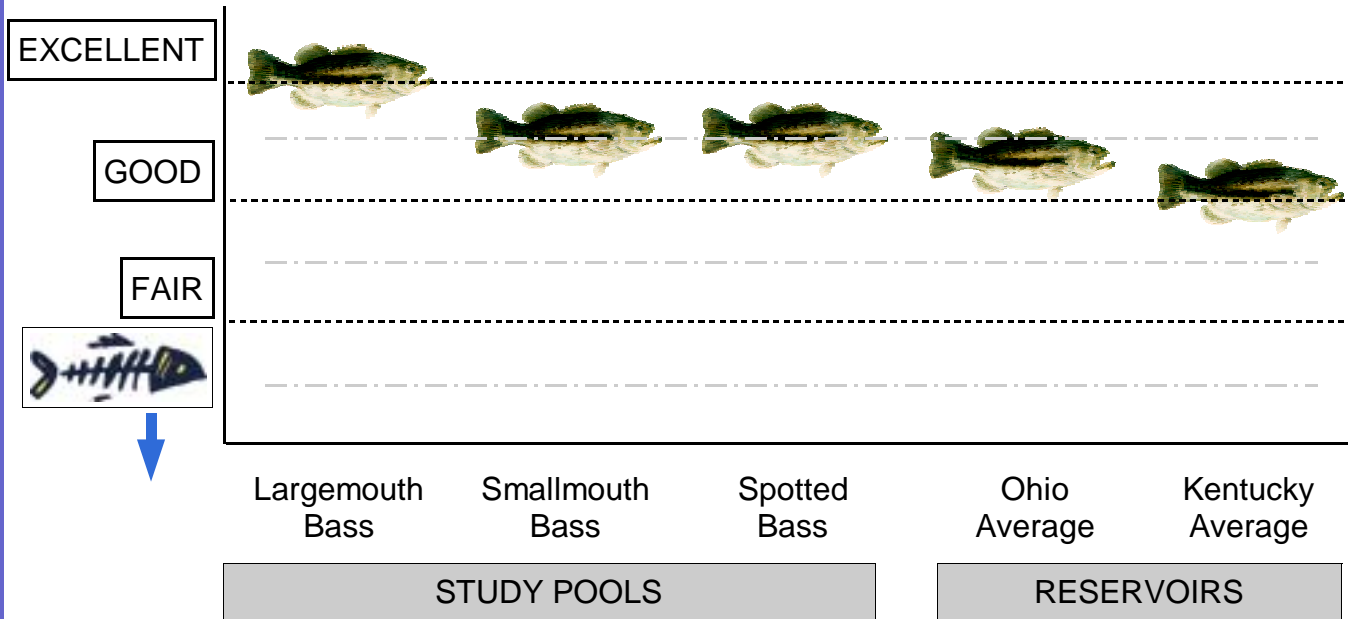 EXCELLENT
GOOD
FAIR
Largemouth
Bass
Smallmouth
Bass
Spotted
Bass
Ohio
Average
Kentucky
Average
STUDY POOLS
RESERVOIRS